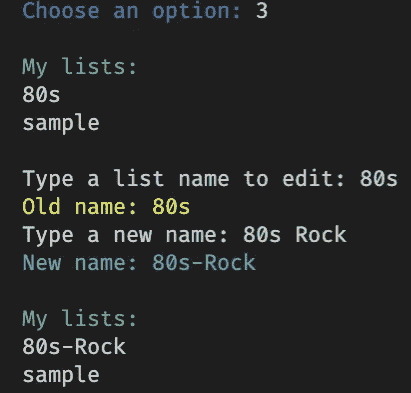 Choose an option: 3
My lists:
80s
sample
Type a list name to edit: 80s
Old name: 80s
Type a new name: 80s Rock
New name: 80s-Rock
My lists:
80s-Rock
sample